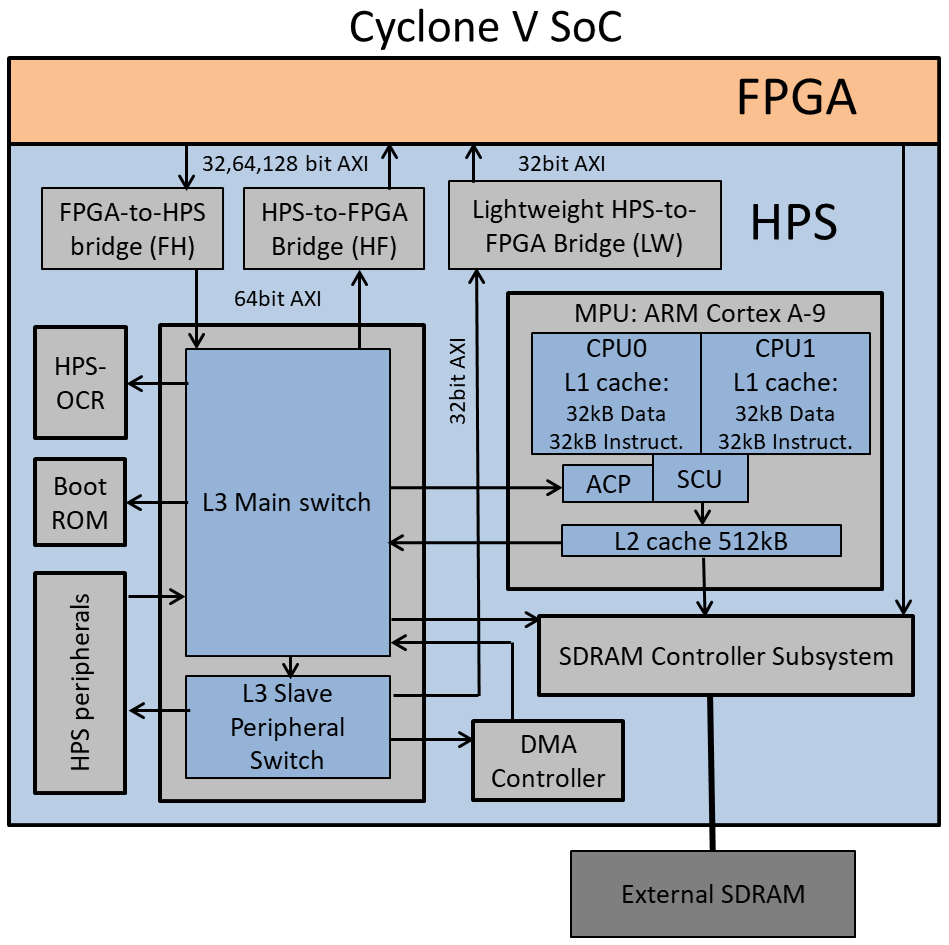 Cyclone V SoC
FPGA
32,64,128 bit AXI
32bit AXI
FPGA-to-HPS
bridge (FH)
HPS-to-FPGA
Bridge (HF)
Lightweight HPS-to-
FPGA Bridge (LW)
HPS
64bit AXI
MPU: ARM Cortex A-9
CPU0
L1 cache:
32kB Data
32kB Instruct.
CPU1
L1 cache:
32kB Data
32kB Instruct.
HPS-
OCR
32bit AXI
ACP
SCU
L3 Main switch
Boot
ROM
L2 cache 512kB
HPS peripherals
SDRAM Controller Subsystem
L3 Slave
Peripheral
Switch
DMA
Controller
External SDRAM